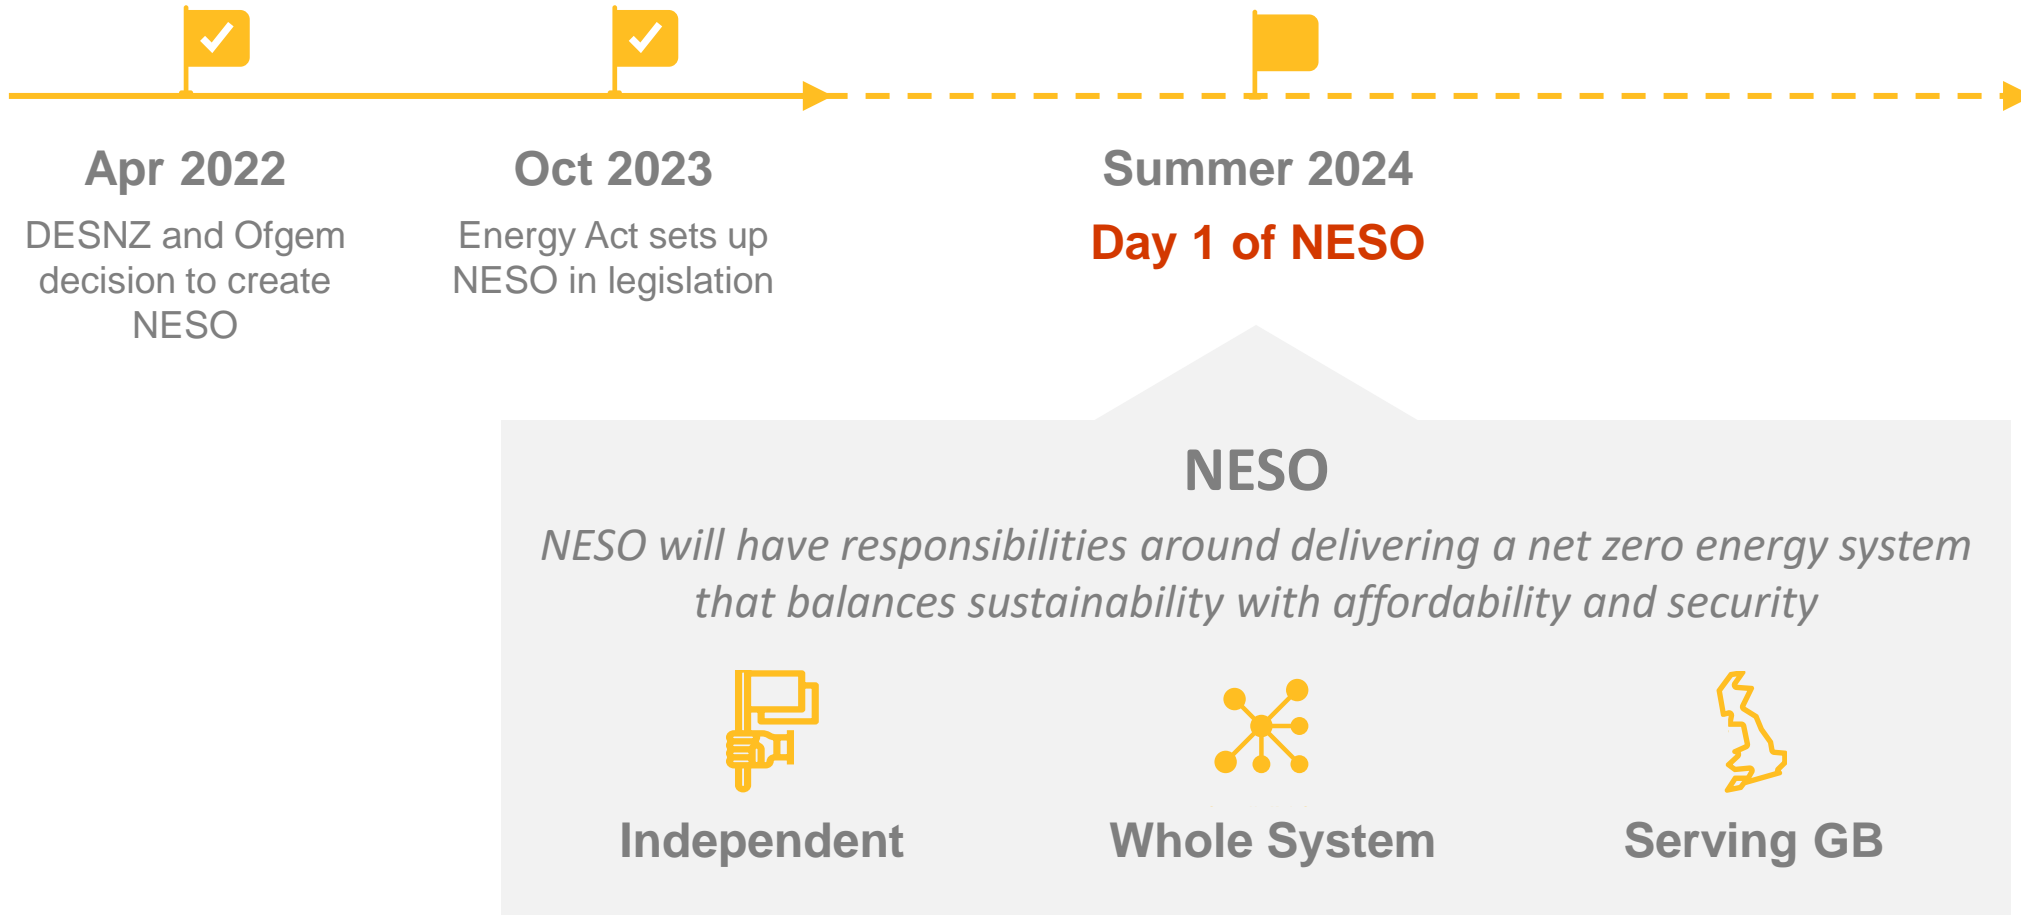 Apr 2022
DESNZ and Ofgem
decision to create
NESO
Oct 2023
Energy Act sets up
NESO in legislation
Summer 2024
Day 1 of NESO
NESO
NESO will have responsibilities around delivering a net zero energy system
that balances sustainability with affordability and security
Independent
Whole System
Serving GB